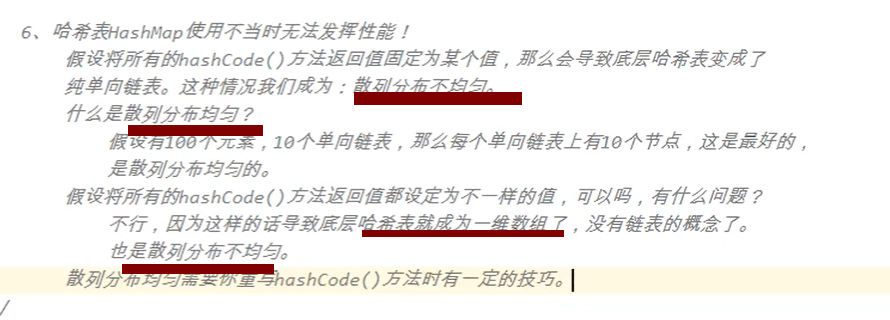 6、哈希表HashMap使用不当时无法发挥性能！
假设将所有的hashCode()方法返回值固定为某个值，那么会导致底层哈希表变成了
纯单向链表。这种情况我们成为：散列分布不均匀。
什么是散列分布均匀？
假设有100个元素，10个单向链表，那么每个单向链表上有10个节点，这是最好的，
是散列分布均匀的。
假设将所有的hashCode()方法返回值都设定为不一样的值，可以吗，有什么问题？
不行，因为这样的话导致底层哈希表就成为一维数组了，没有链表的概念了。
也是散列分布不均匀。
散列分布均匀需要你重写hashCode()方法时有一定的技巧。
/